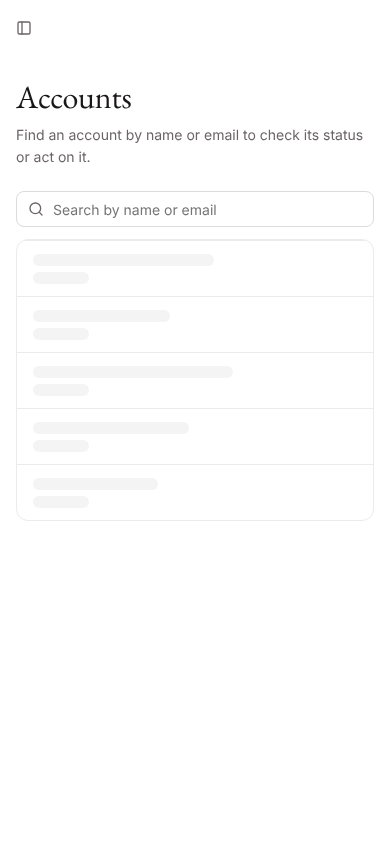 Accounts
Find an account by name or email to check its status
or act on it.
Search by name or email